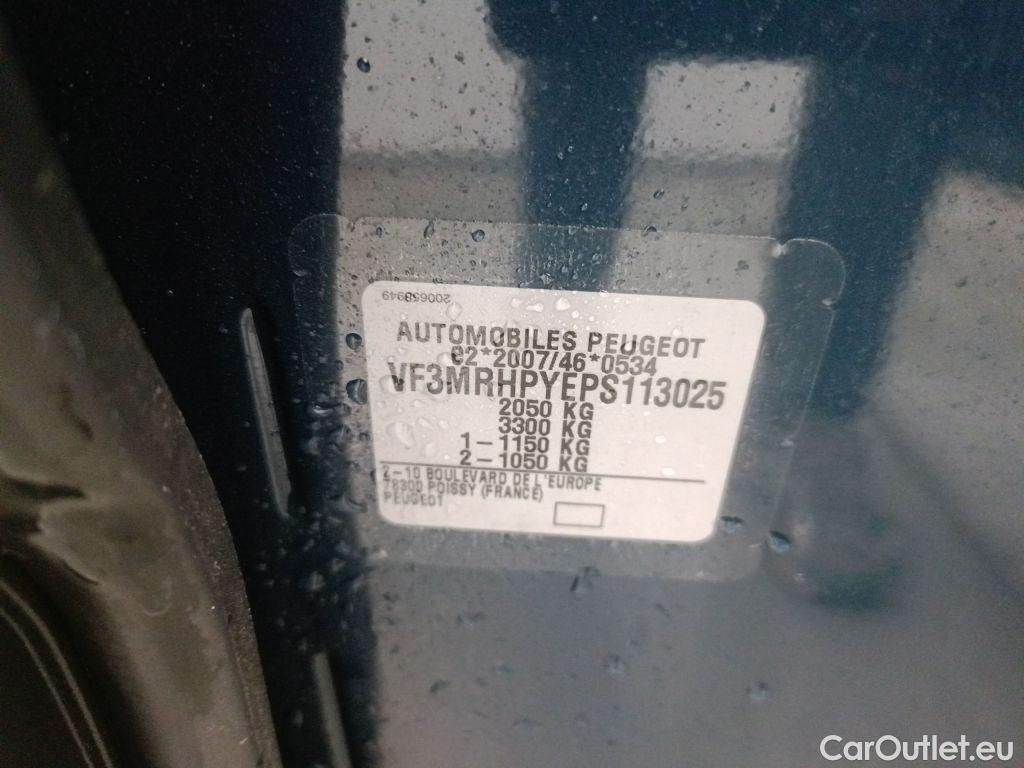 200658949
AUTOMOBILES PEUGEOT
e2*2007/46*0534
VF3MRHPYEPS113025
2050 KG
3300 KG
1-1150 KG
2-1050 KG
2-10 BOULEVARD DE L'EUROPE
78300 POISSY (FRANCE)
PEUGEOT
CarOutlet.eu